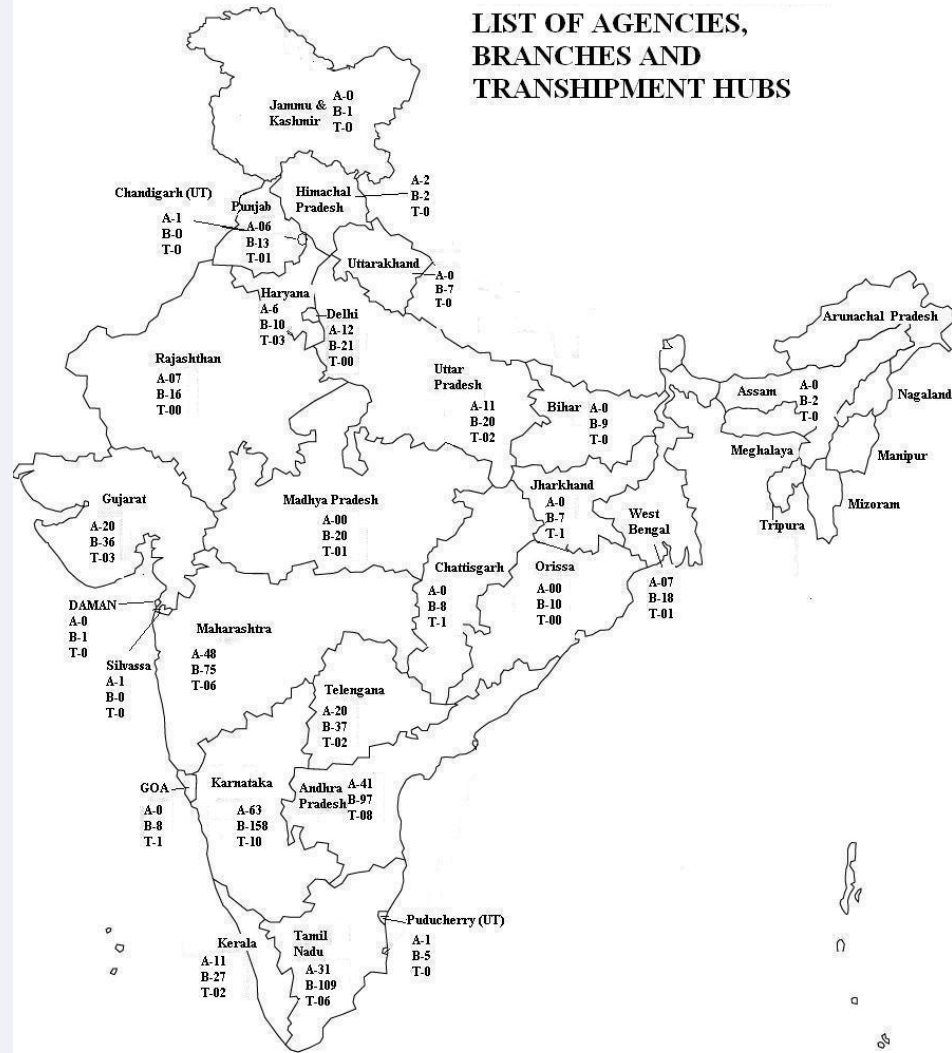 LIST OF AGENCIES,
BRANCHES AND
TRANSHIPMENT HUBS
Jammu &
Kashmir
A-0
B-1
T-0
Chandigarh (UT)
A-1
B-0
T-0
Punjab
A-06
B-13
T-01
Himachal
Pradesh
A-2
B-2
T-0
Uttarakhand
A-0
B-7
T-0
Haryana
A-6
B-10
T-03
Delhi
A-12
B-21
T-00
Rajashthan
A-07
B-16
T-00
Uttar
Pradesh
A-11
B-20
T-02
Bihar
A-0
B-9
T-0
Arunachal Pradesh
Assam
A-0
B-2
T-0
Nagaland
Meghalaya
Manipur
Tripura
Mizoram
Gujarat
A-20
B-36
T-03
Madhya Pradesh
A-00
B-20
T-01
Jharkhand
A-0
B-7
T-1
West
Bengal
A-07
B-18
T-01
Chattisgarh
A-0
B-8
T-1
Orissa
A-00
B-10
T-00
DAMAN
A-0
B-1
T-0
Silvassa
A-1
B-0
T-0
Maharashtra
A-48
B-75
T-06
Telengana
A-20
B-37
T-02
GOA
A-0
B-8
T-1
Karnataka
A-63
B-158
T-10
Andhra
Pradesh
A-41
B-97
T-08
Kerala
A-11
B-27
T-02
Tamil
Nadu
A-31
B-109
T-06
Puducherry (UT)
A-1
B-5
T-0